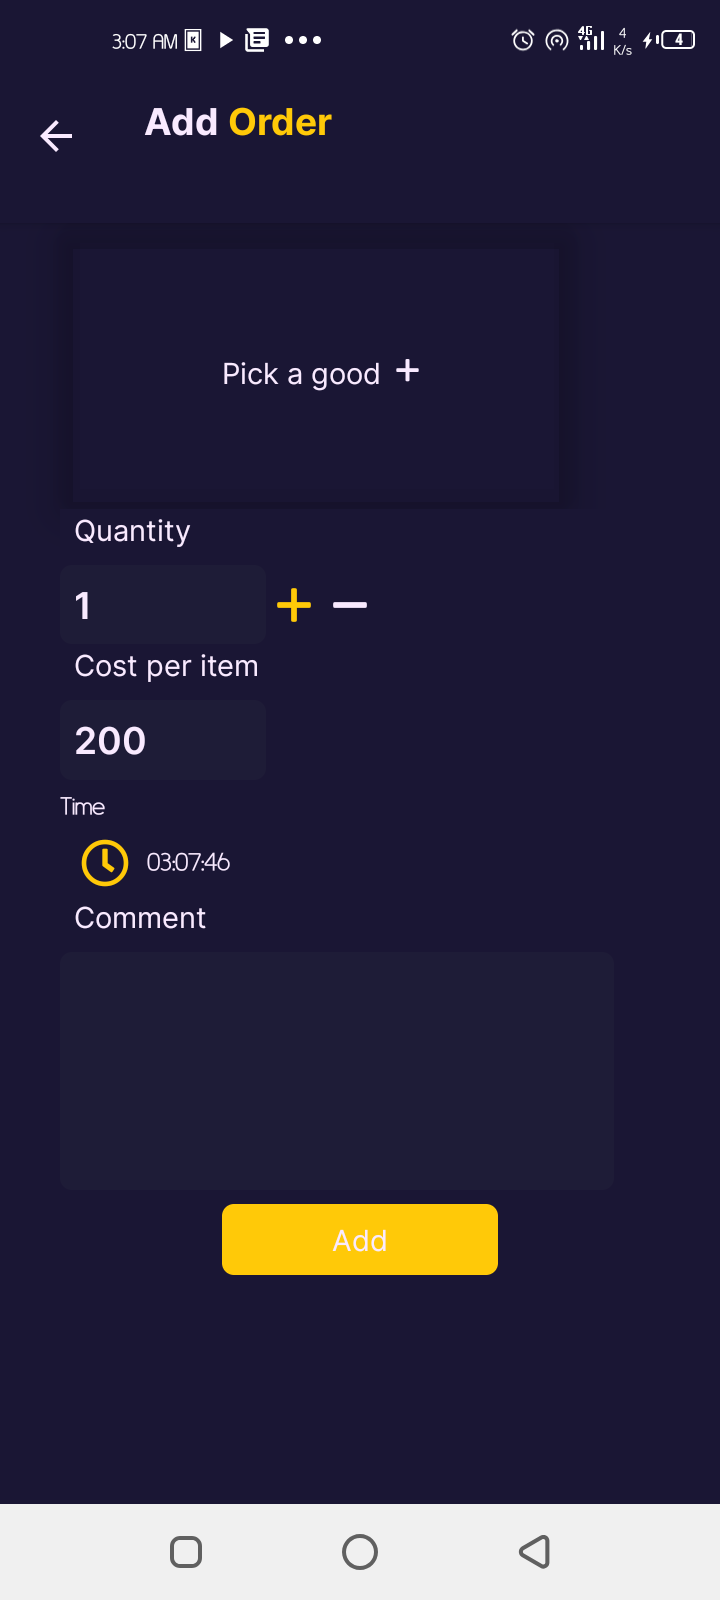 3:07 AM K 4G 4 K/s 4
Add Order
Pick a good +
Quantity
1
Cost per item
200
Time
03:07:46
Comment
Add